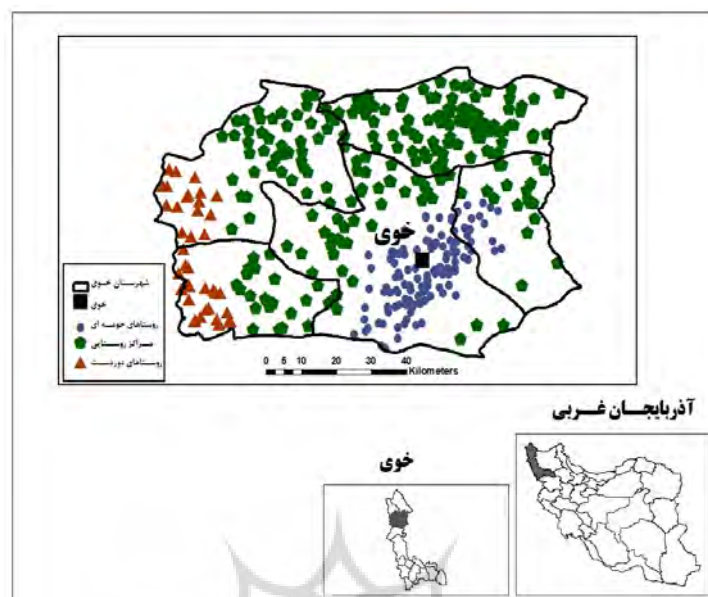 خوی
شهرستان خوی
خوی
روستاهای حومه ای
مراکز روستایی
روستاهای دوردست
0 5 10 20 30 40
Kilometers
آذربایجان غربی
خوی